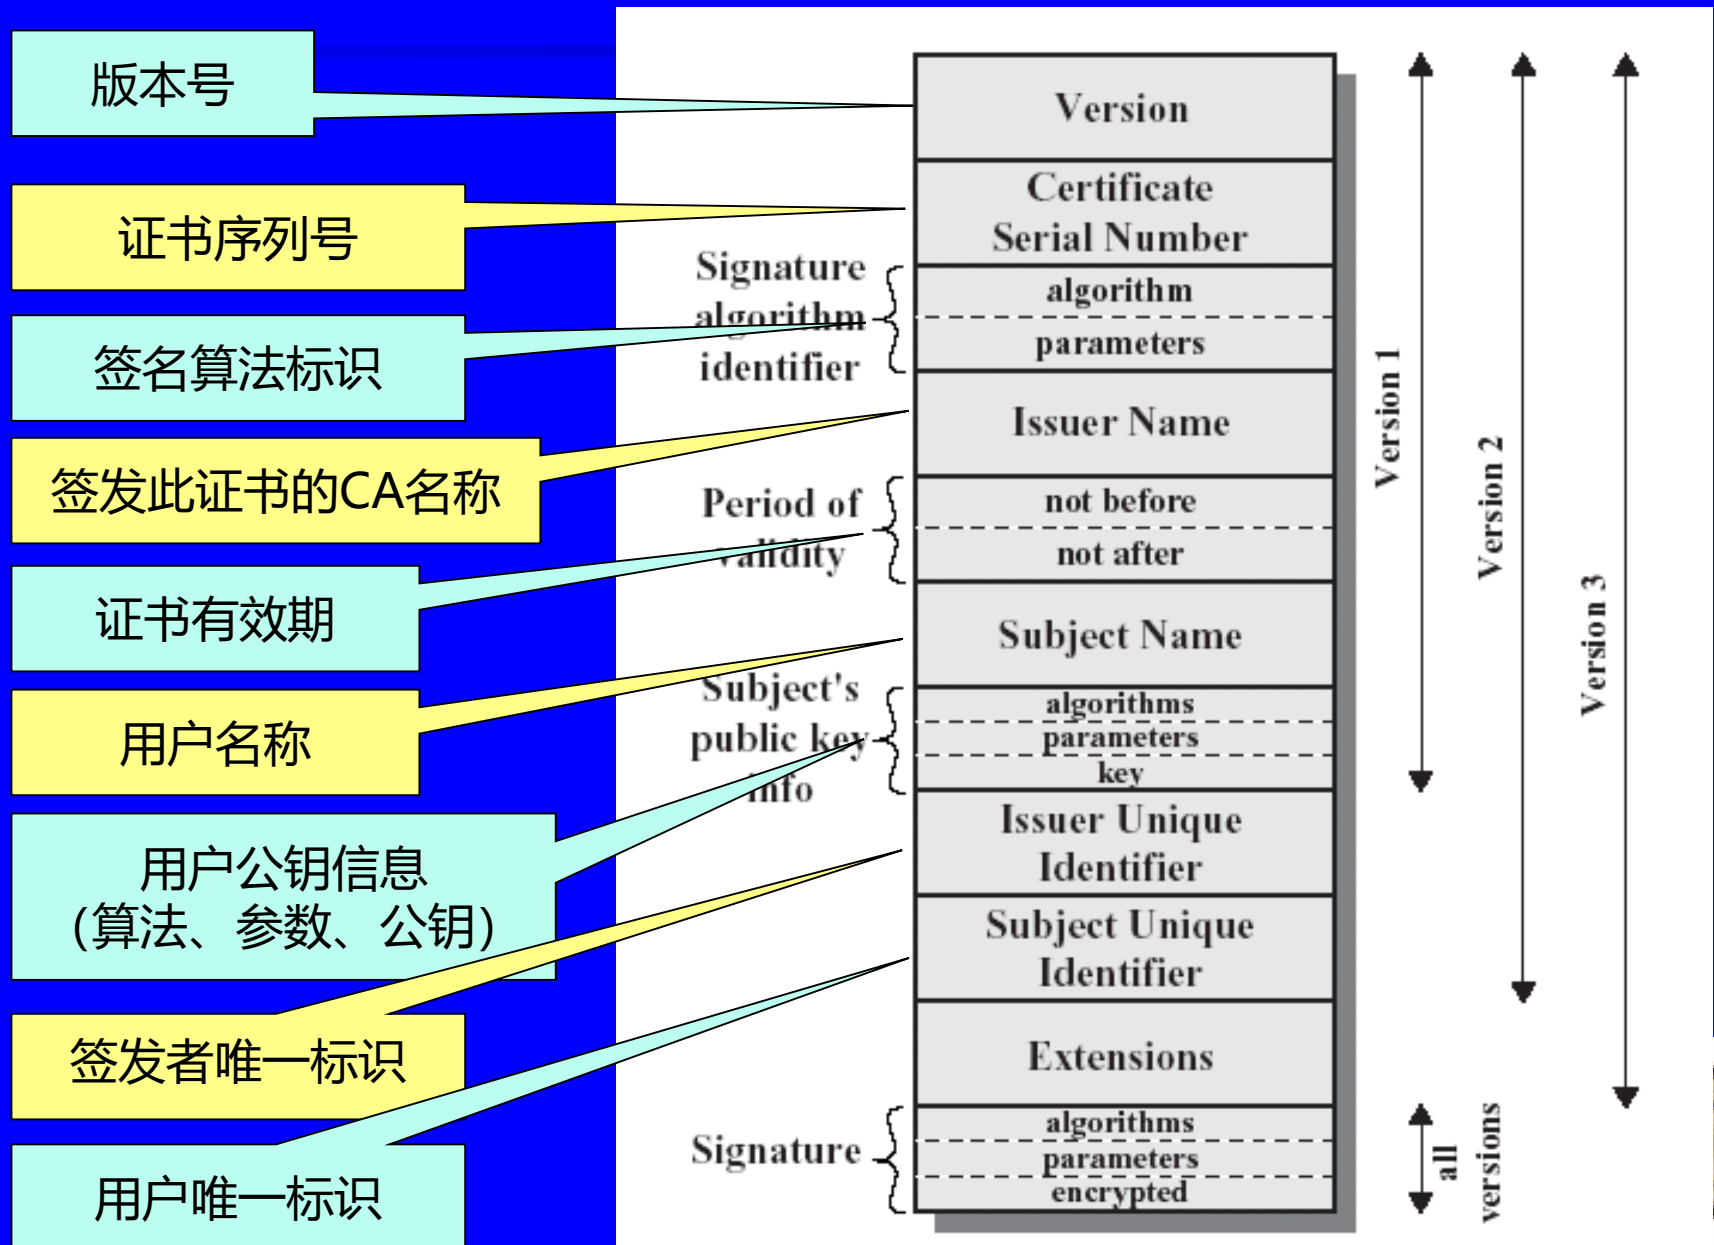 版本号
证书序列号
签名算法标识
签发此证书的CA名称
证书有效期
用户名称
用户公钥信息
（算法、参数、公钥）
签发者唯一标识
用户唯一标识
Signature
algorithm
identifier
Period of
validity
Subject's
public key
info
Signature
Version
Certificate
Serial Number
algorithm
parameters
Issuer Name
not before
not after
Subject Name
algorithms
parameters
key
Issuer Unique
Identifier
Subject Unique
Identifier
Extensions
algorithms
parameters
encrypted
Version 1
Version 2
Version 3
all
versions